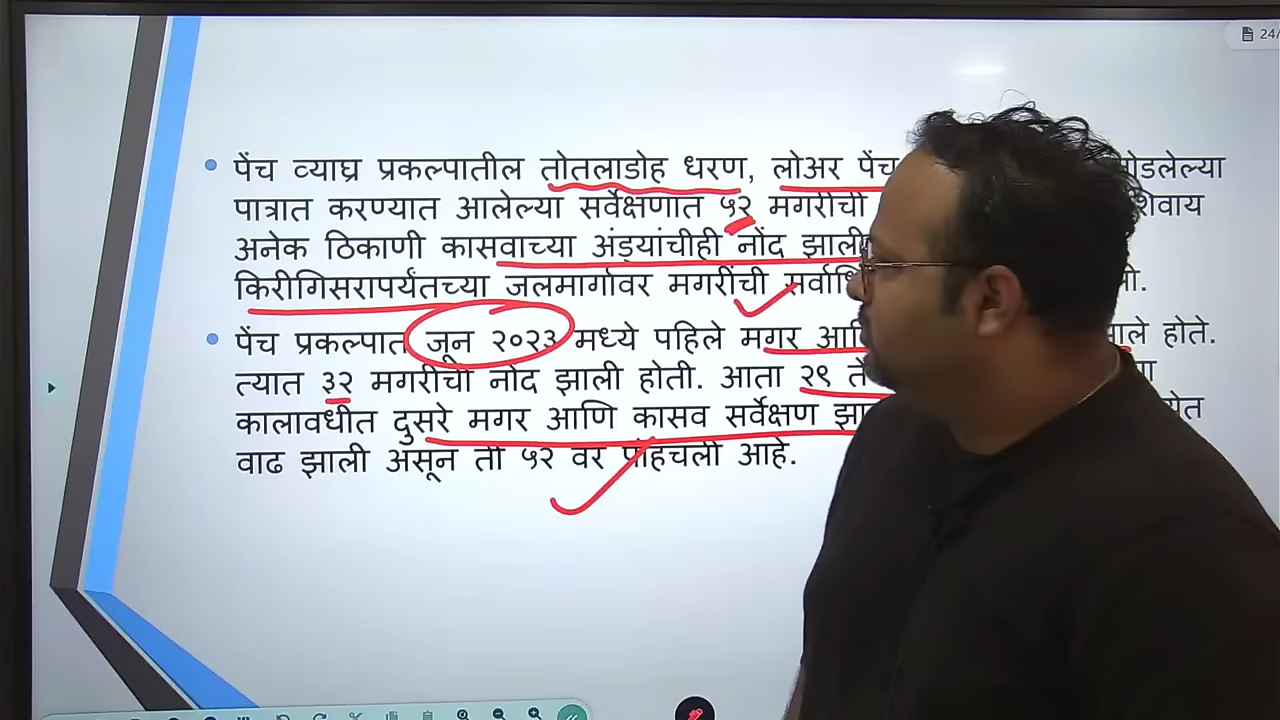 24/
पेंच व्याघ्र प्रकल्पातील तोतलाडोह धरण, लोअर पेंच
पात्रात करण्यात आलेल्या सर्वेक्षणात ५२ मगरींची
अनेक ठिकाणी कासवाच्या अंड्यांचीही नोंद झाली
किरींगिसरापर्यंतच्या जलमार्गावर मगरींची
पेंच प्रकल्पात जून २०२३ मध्ये पहिले मगर होते.
त्यात ३२ मगरींची नोंद झाली होती. आता २९
कालावधीत दुसरे मगर आणि कासव सर्वेक्षण
वाढ झाली असून ती ५२ वर पोहचली आहे.